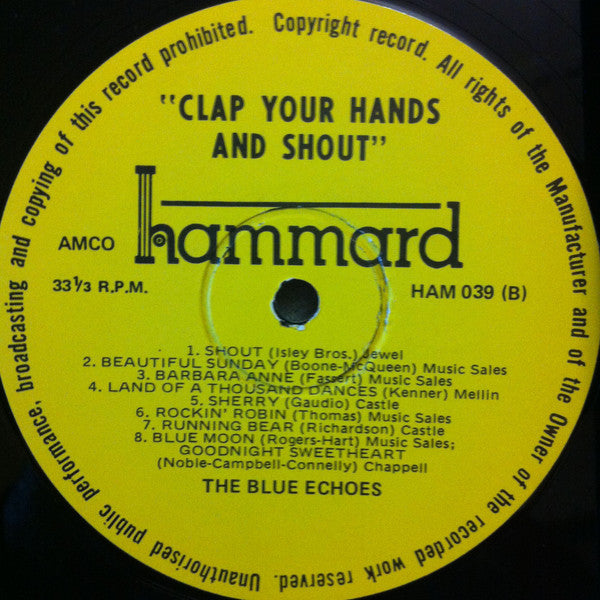 Unauthorised public performance, broadcasting and copying of this record prohibited. Copyright record. All rights of the Manufacturer and of the Owner of the recorded work reserved.
"CLAP YOUR HANDS
AND SHOUT"
hammard
AMCO
33⅓ R.P.M.
HAM 039 (B)
1. SHOUT (Isley Bros.) Jewel
2. BEAUTIFUL SUNDAY (Boone-McQueen) Music Sales
3. BARBARA ANNE (Fassert) Music Sales
4. LAND OF A THOUSAND DANCES (Kenner) Mellin
5. SHERRY (Gaudio) Castle
6. ROCKIN' ROBIN (Thomas) Music Sales
7. RUNNING BEAR (Richardson) Castle
8. BLUE MOON (Rogers-Hart) Music Sales;
GOODNIGHT SWEETHEART
(Noble-Campbell-Connelly) Chappell
THE BLUE ECHOES